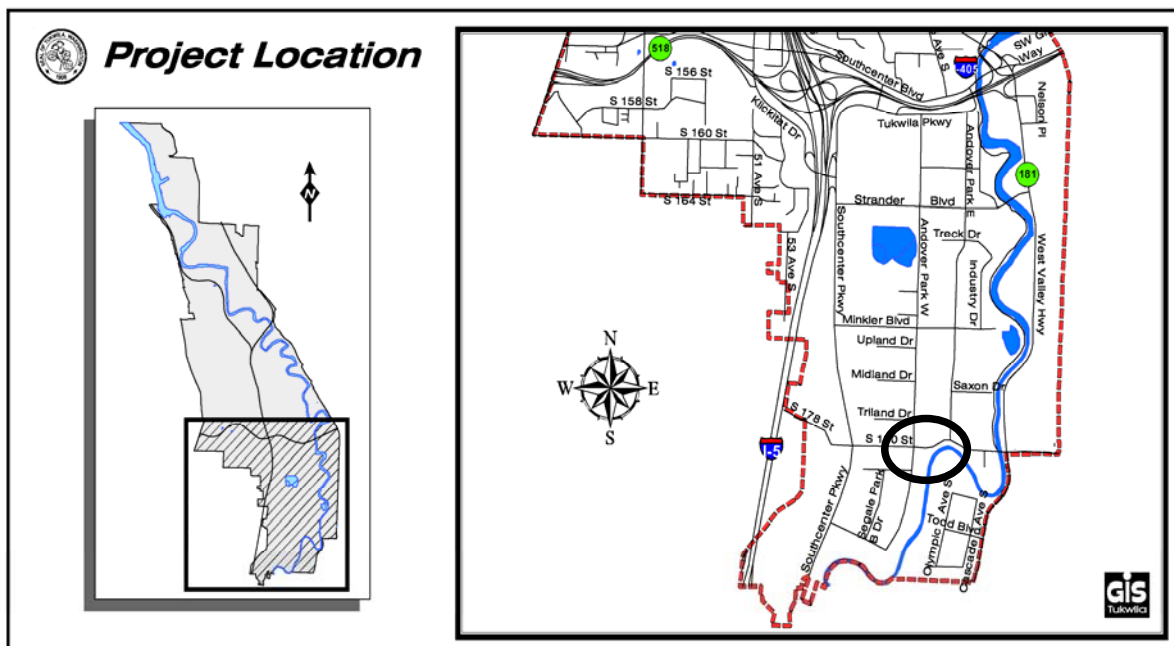 Project Location
N
518
S 156 St
S 158 St
S 160 St
S 164 St
Klickitat Dr
51 Ave S
53 Ave S
Southcenter Blvd
I-405
Way
Nelson Pl
Tukwila Pkwy
Andover Park E
181
Strander Blvd
Treck Dr
Southcenter Pkwy
Andover Park W
Industry Dr
West Valley Hwy
Minkler Blvd
Upland Dr
Midland Dr
Saxon Dr
Triland Dr
S 178 St
I-5
N
W E
S
Southcenter Pkwy
Segale Park
B Dr
Olympic Ave S
Todd Blvd
Cascade Ave S
GIS
Tukwila